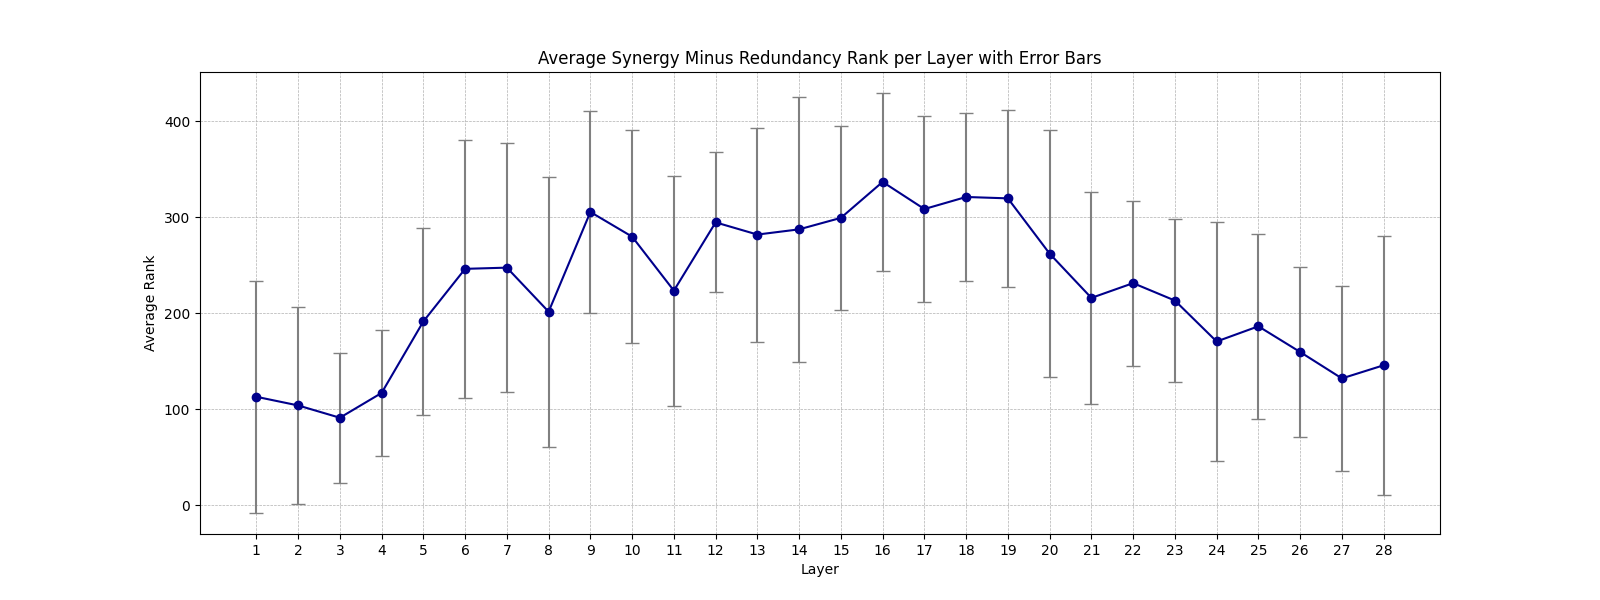 Average Synergy Minus Redundancy Rank per Layer with Error Bars
Average Rank
400
300
200
100
0
1 2 3 4 5 6 7 8 9 10 11 12 13 14 15 16 17 18 19 20 21 22 23 24 25 26 27 28
Layer